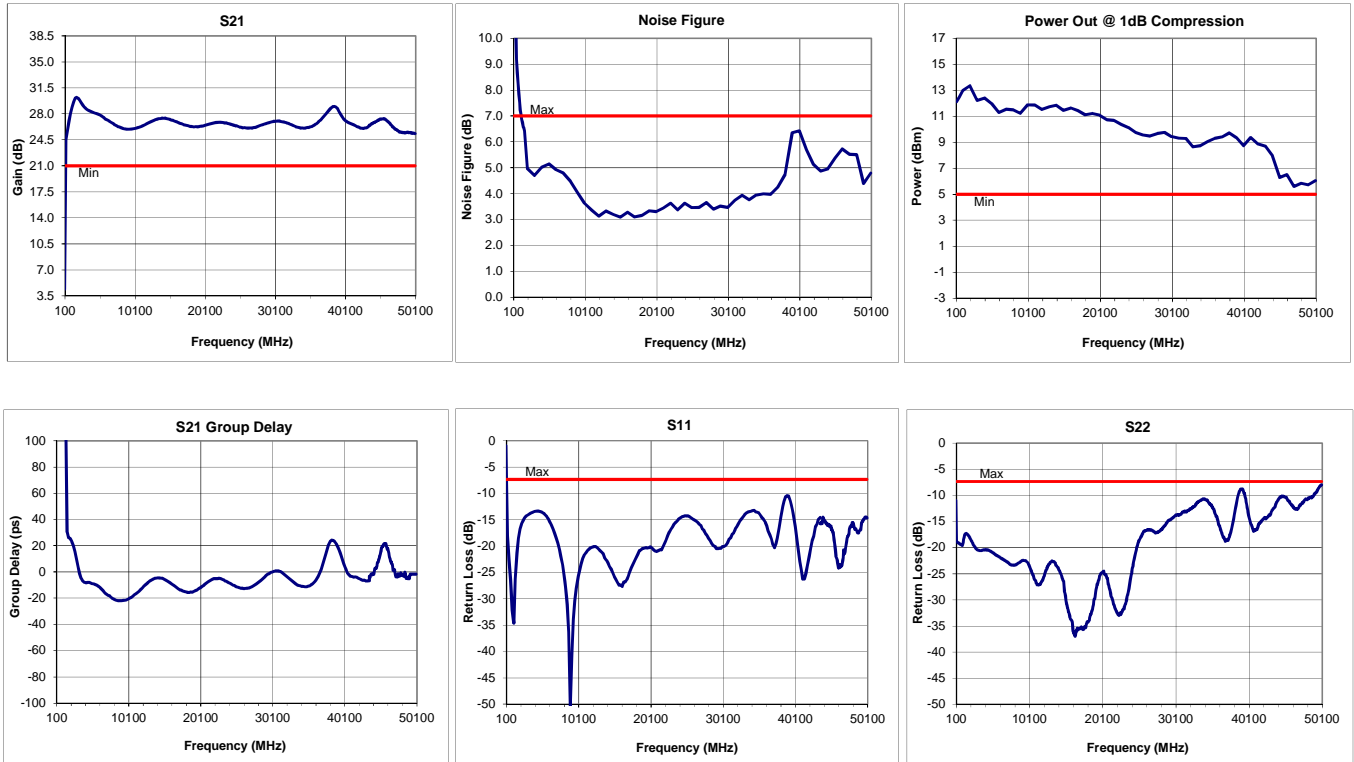 S21
38.5
35.0
31.5
28.0
24.5
21.0
17.5
14.0
10.5
7.0
3.5
Gain (dB)
Min
100 10100 20100 30100 40100 50100
Frequency (MHz)
Noise Figure
10.0
9.0
8.0
7.0
6.0
5.0
4.0
3.0
2.0
1.0
0.0
Noise Figure (dB)
Max
100 10100 20100 30100 40100 50100
Frequency (MHz)
Power Out @ 1dB Compression
17
15
13
11
9
7
5
3
1
-1
-3
Power (dBm)
Min
100 10100 20100 30100 40100 50100
Frequency (MHz)
S21 Group Delay
100
80
60
40
20
0
-20
-40
-60
-80
-100
Group Delay (ps)
100 10100 20100 30100 40100 50100
Frequency (MHz)
S11
0
-5
-10
-15
-20
-25
-30
-35
-40
-45
-50
Return Loss (dB)
Max
100 10100 20100 30100 40100 50100
Frequency (MHz)
S22
0
-5
-10
-15
-20
-25
-30
-35
-40
-45
-50
Return Loss (dB)
Max
100 10100 20100 30100 40100 50100
Frequency (MHz)